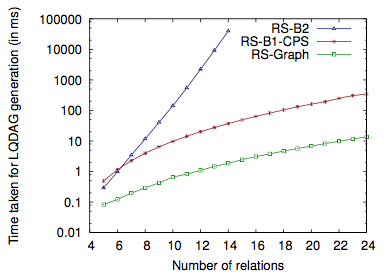 Time taken for LQDAG generation (in ms)
100000
10000
1000
100
10
1
0.1
0.01
RS-B2
RS-B1-CPS
RS-Graph
4 6 8 10 12 14 16 18 20 22 24
Number of relations